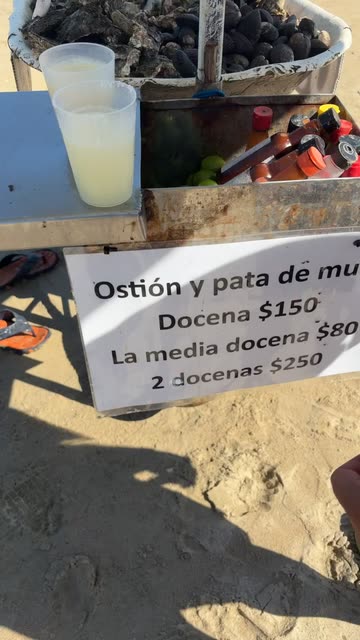 Ostión y pata de mu
Docena $150
La media docena $80
2 docenas $250